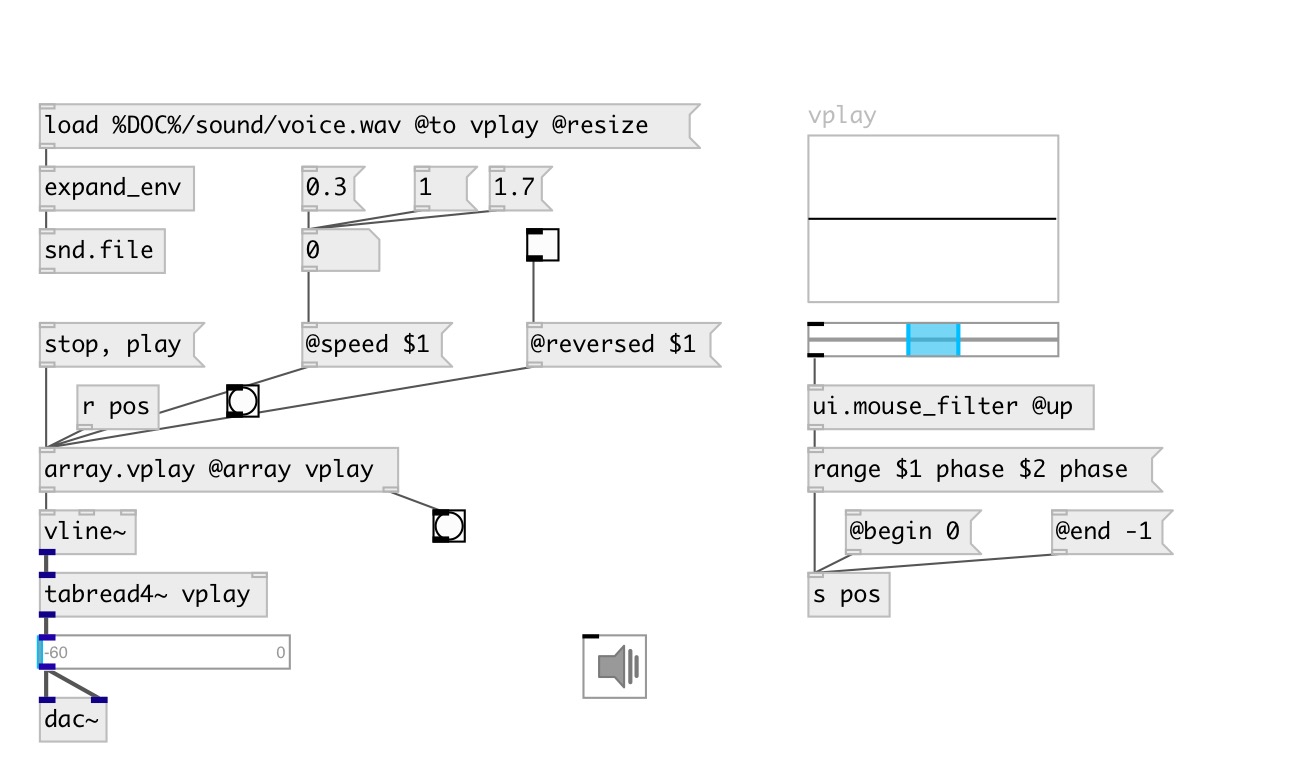 load %DOC%/sound/voice.wav @to vplay @resize
vplay
expand_env
0.3
1
1.7
snd.file
0
stop, play
@speed $1
@reversed $1
r pos
ui.mouse_filter @up
array.vplay @array vplay
range $1 phase $2 phase
vline~
@begin 0
@end -1
tabread4~ vplay
s pos
-60
0
dac~